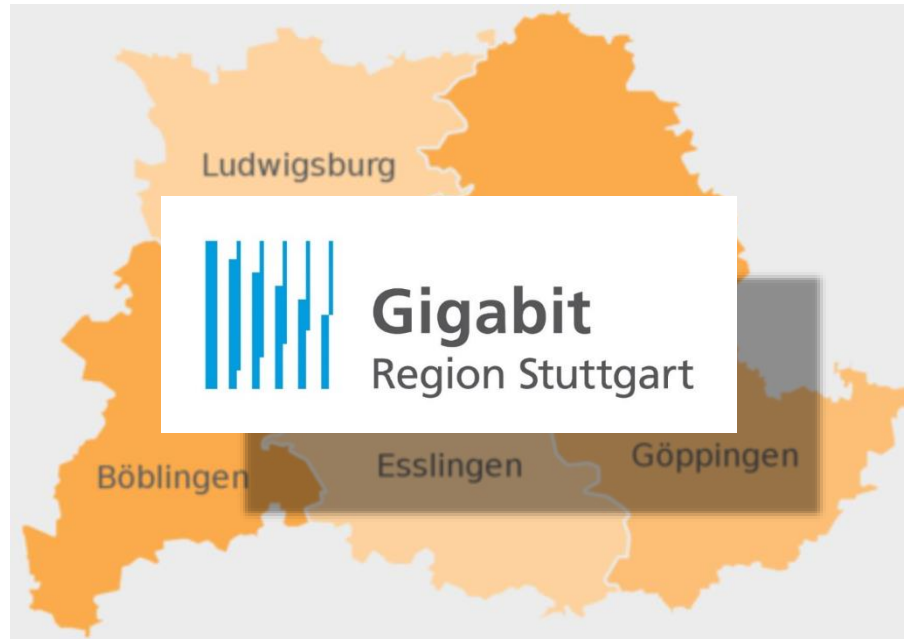 Ludwigsburg
Gigabit
Region Stuttgart
Böblingen
Esslingen
Göppingen